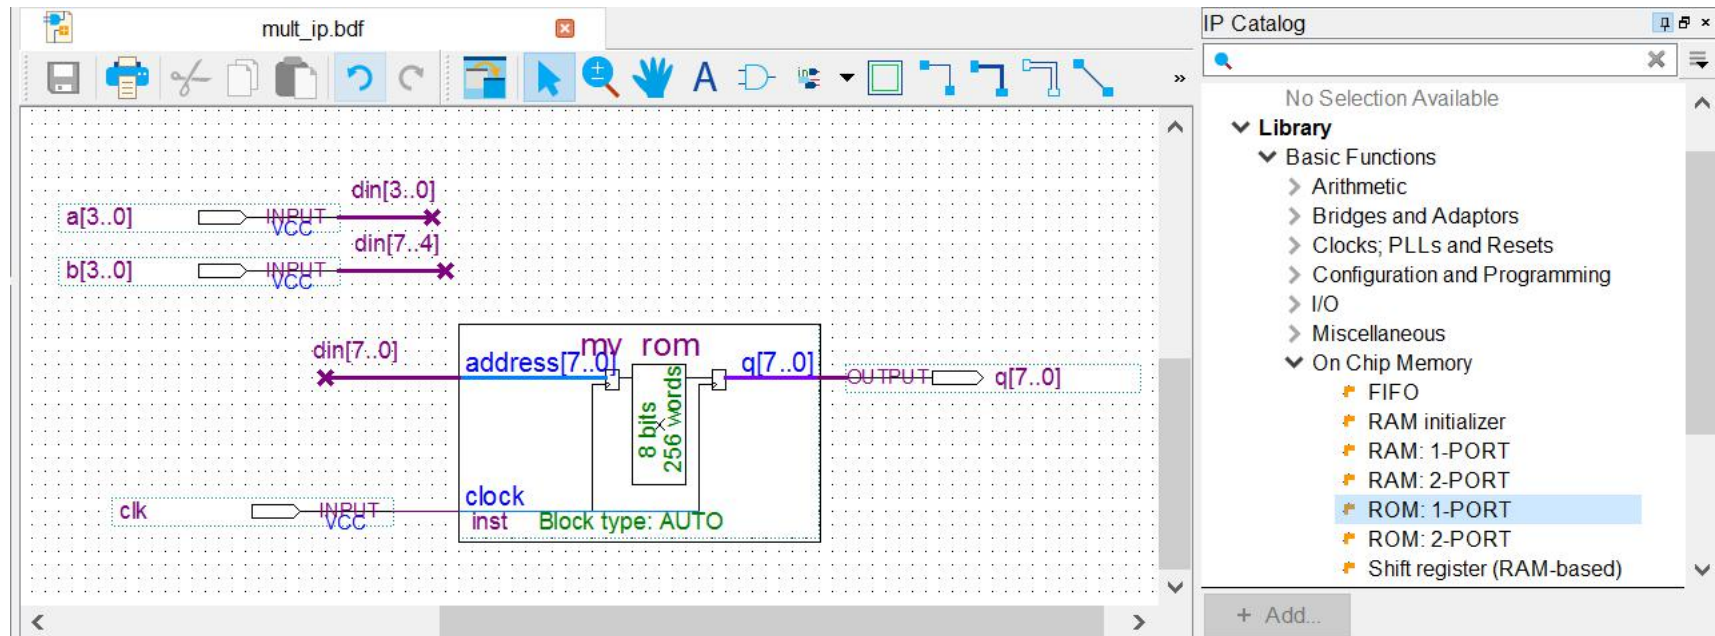 mult_ip.bdf
din[3..0]
a[3..0] INPUT
VCC
din[7..4]
b[3..0] INPUT
VCC
din[7..0]
my_rom
address[7..0] q[7..0]
OUTPUT q[7..0]
8 bits
256 words
clock
clk INPUT
VCC
inst Block type: AUTO
IP Catalog
No Selection Available
Library
Basic Functions
Arithmetic
Bridges and Adaptors
Clocks; PLLs and Resets
Configuration and Programming
I/O
Miscellaneous
On Chip Memory
FIFO
RAM initializer
RAM: 1-PORT
RAM: 2-PORT
ROM: 1-PORT
ROM: 2-PORT
Shift register (RAM-based)
+ Add...